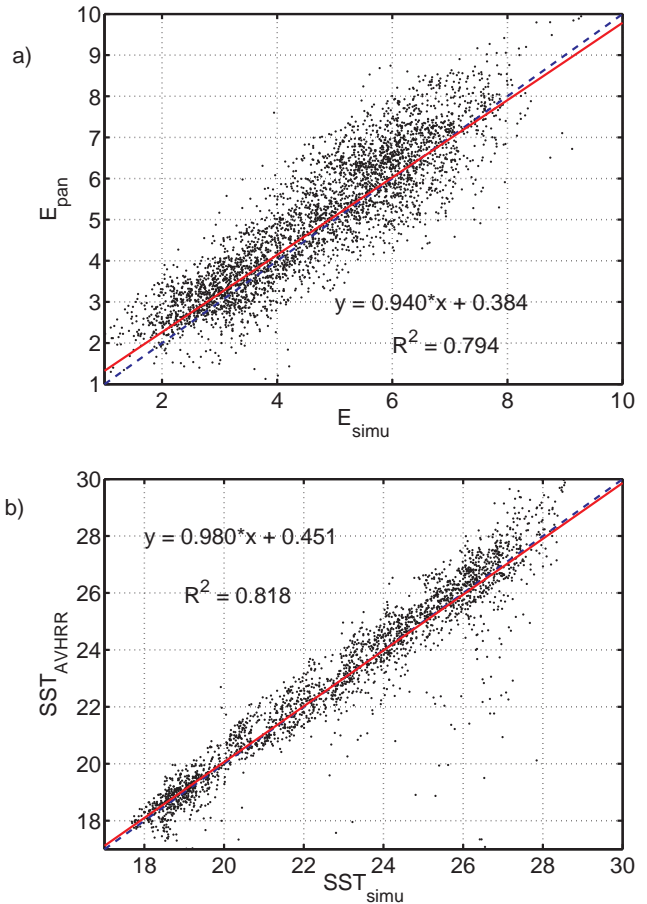 a)
10
9
8
7
6
5
4
3
2
1
E_pan
y = 0.940*x + 0.384
R² = 0.794
2 4 6 8 10
E_simu
b)
30
28
26
24
22
20
18
SST_AVHRR
y = 0.980*x + 0.451
R² = 0.818
18 20 22 24 26 28 30
SST_simu